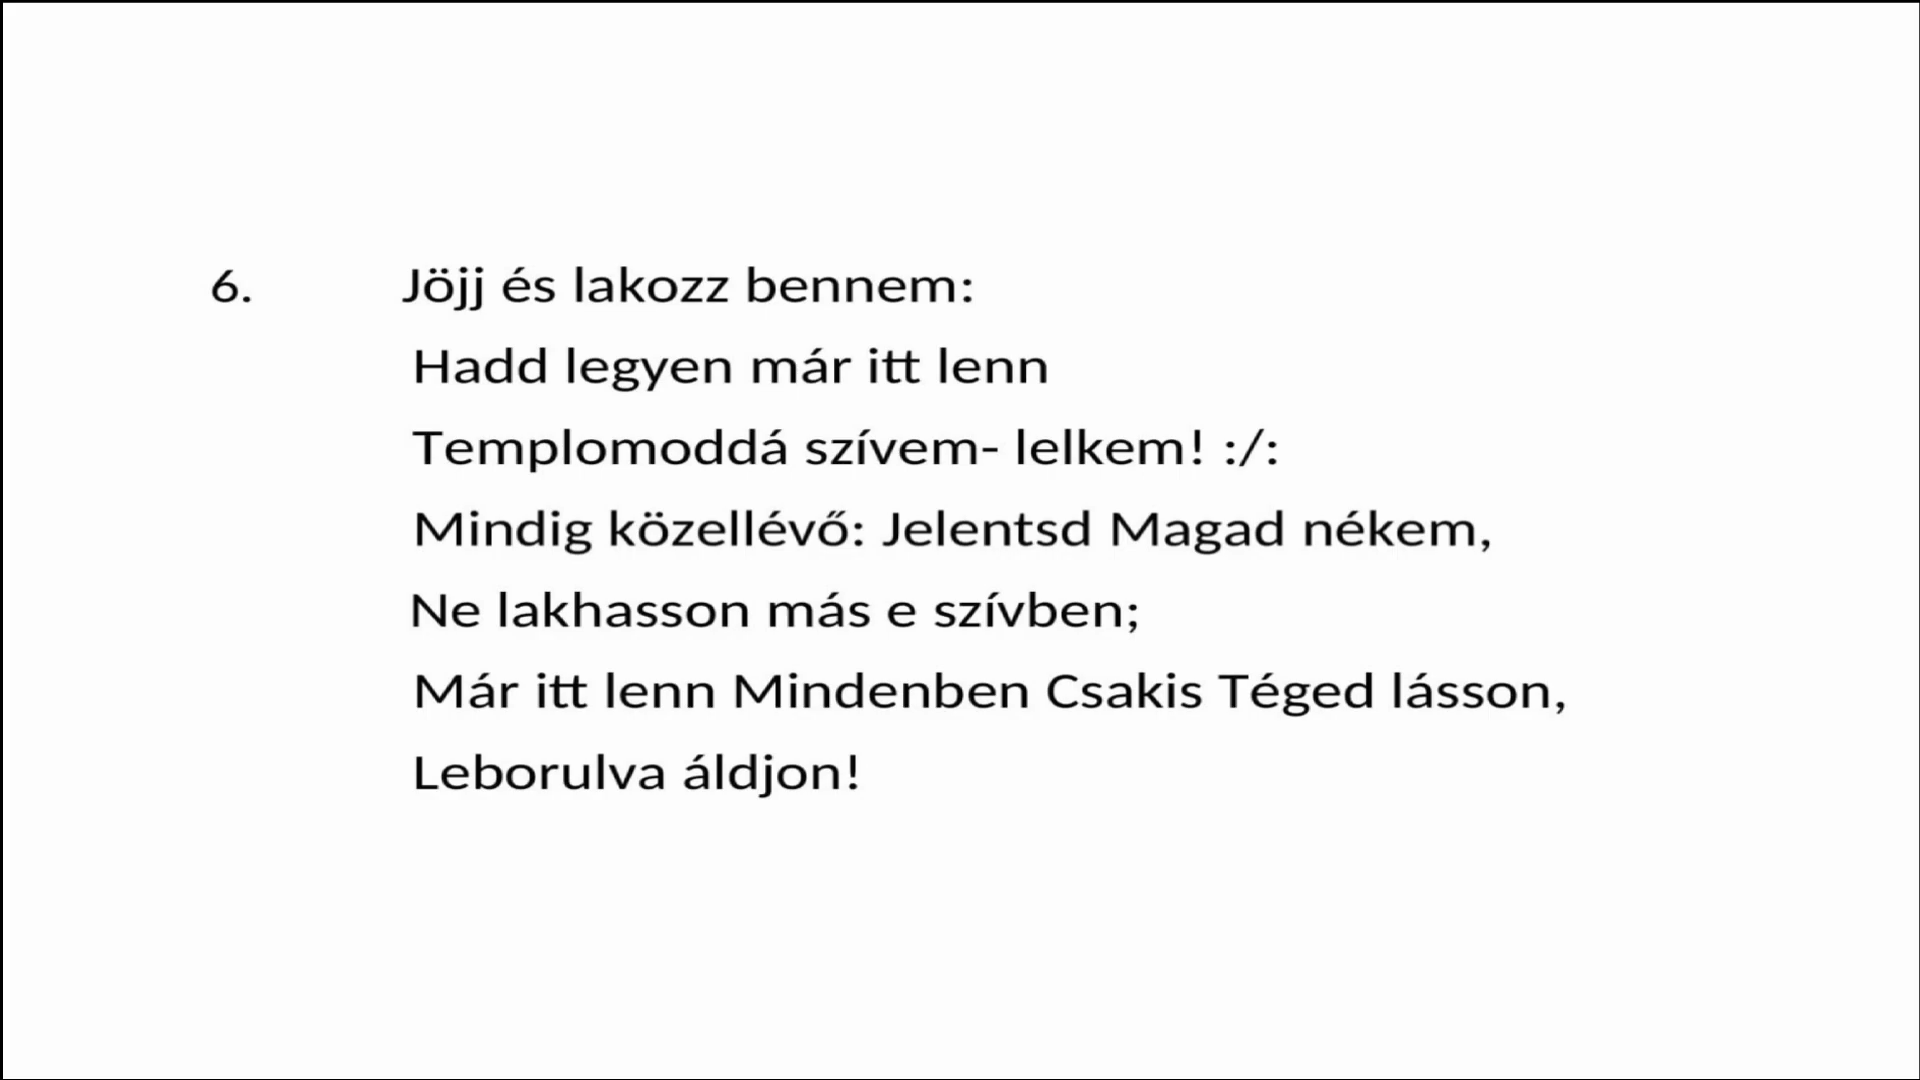 6. Jöjj és lakozz bennem:
Hadd legyen már itt lenn
Templomoddá szívem- lelkem! :/:
Mindig közellévő: Jelentsd Magad nékem,
Ne lakhasson más e szívben;
Már itt lenn Mindenben Csakis Téged lásson,
Leborulva áldjon!